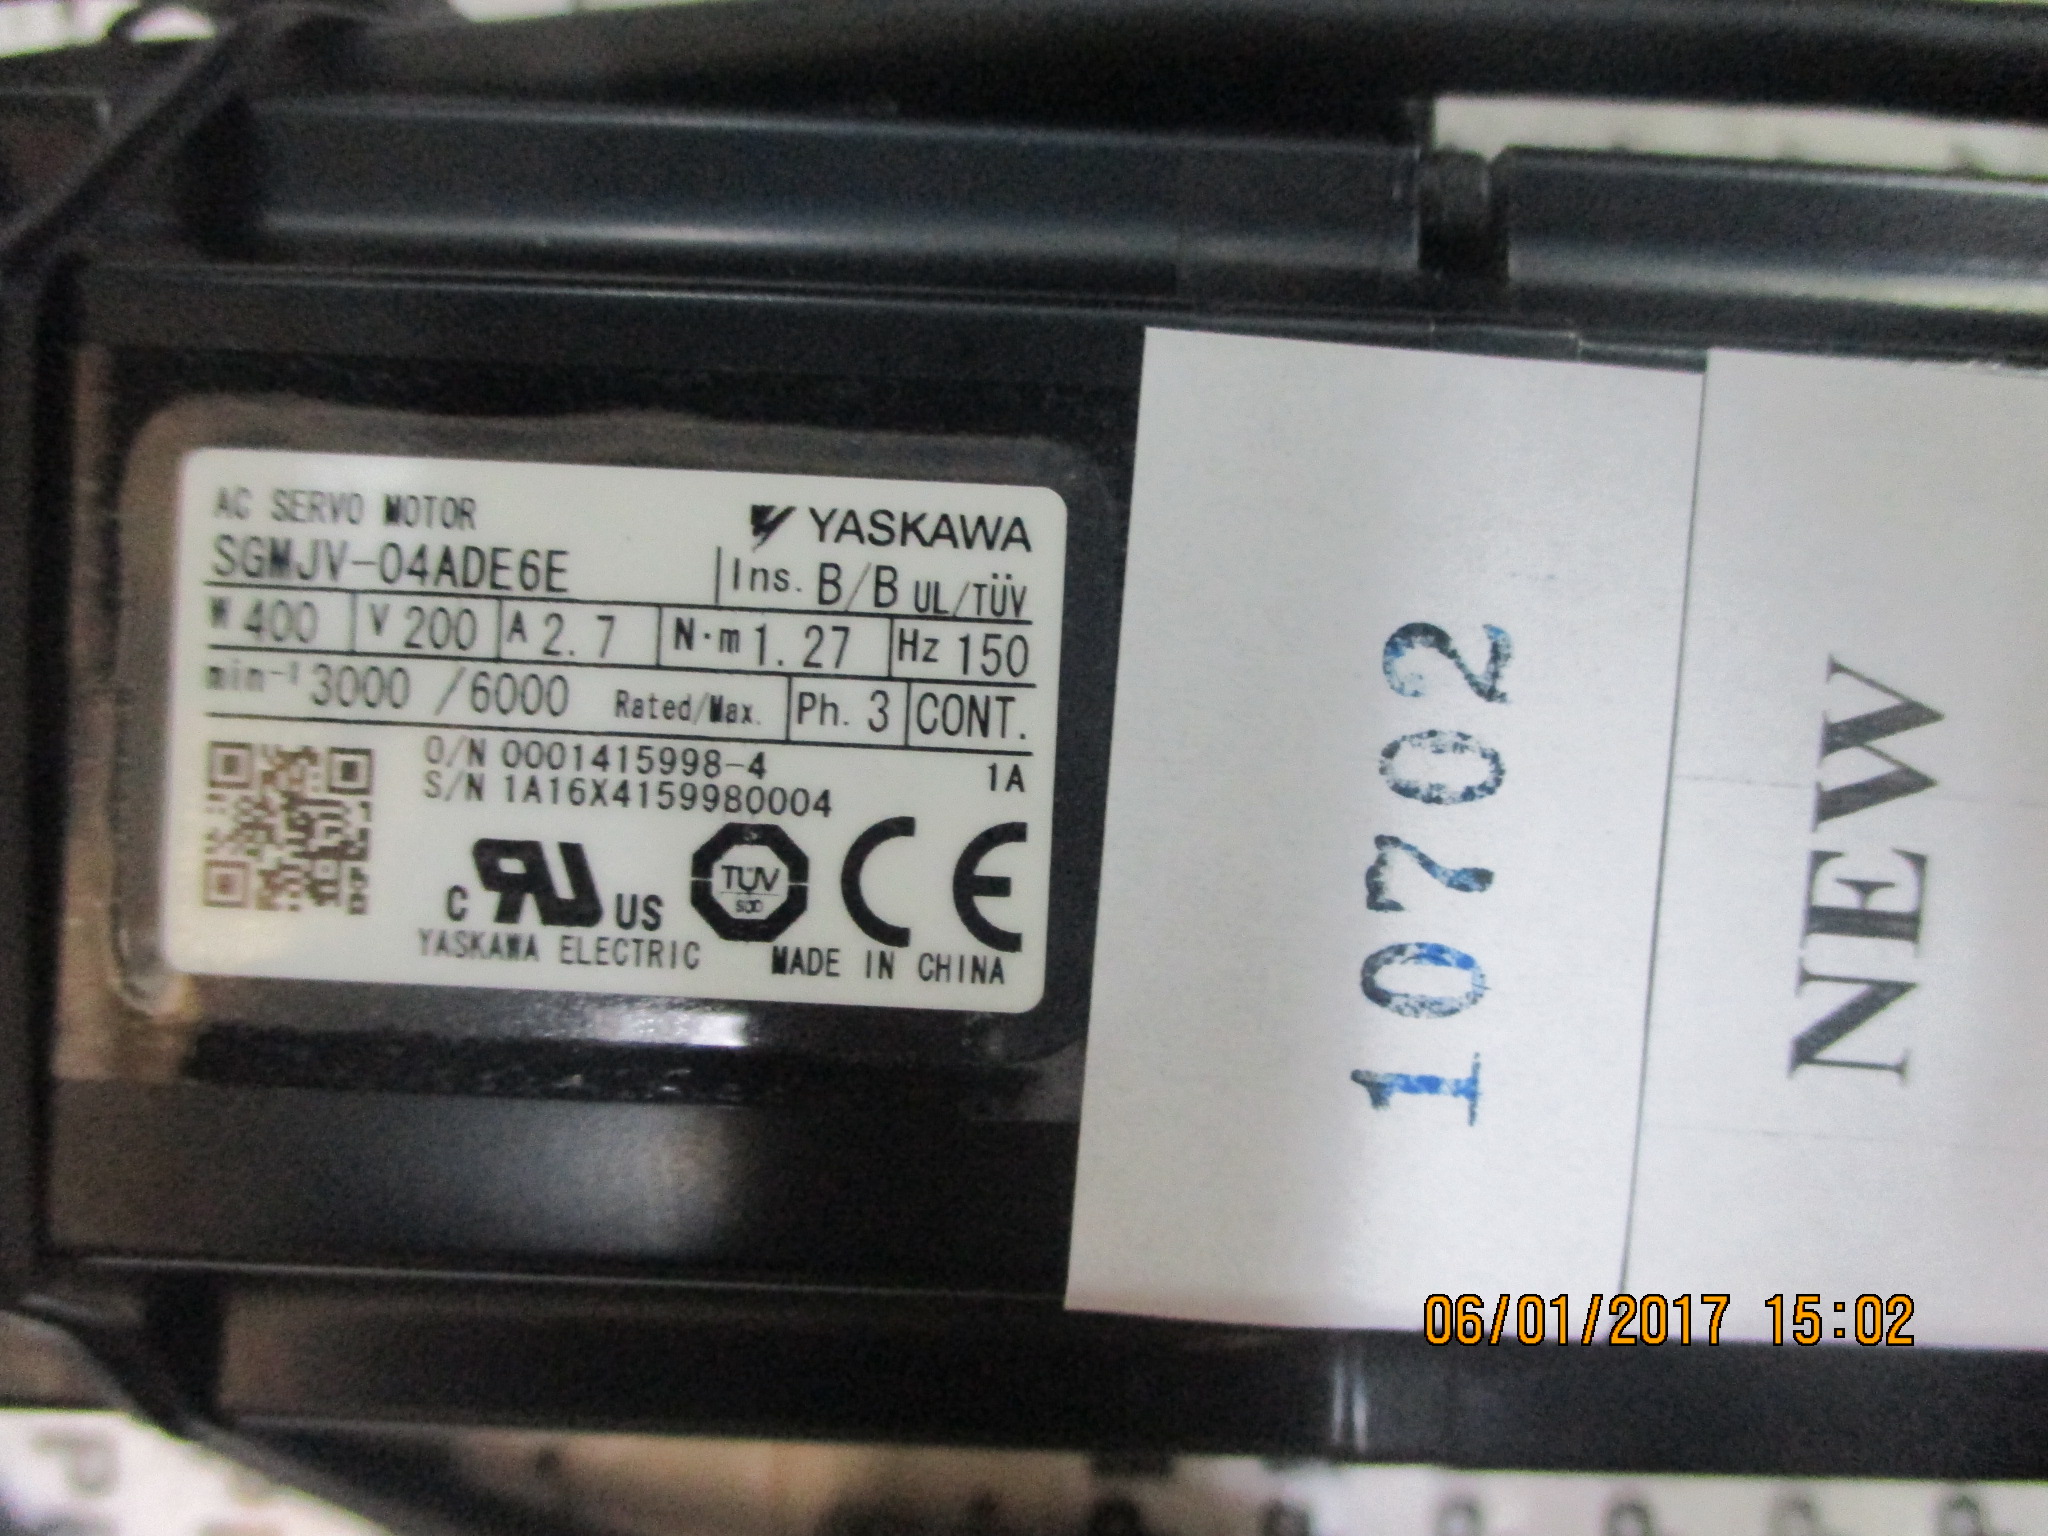 AC SERVO MOTOR
YASKAWA
SGMJV-04ADE6E
Ins. B/B UL/TÜV
W 400 V 200 A 2.7 N·m 1.27 Hz 150
min⁻¹ 3000 /6000 Rated/Max. Ph. 3 CONT.
O/N 0001415998-4 1A
S/N 1A16X4159980004
c RU US
TÜV
SÜD
CE
YASKAWA ELECTRIC MADE IN CHINA
10702
NEW
06/01/2017 15:02